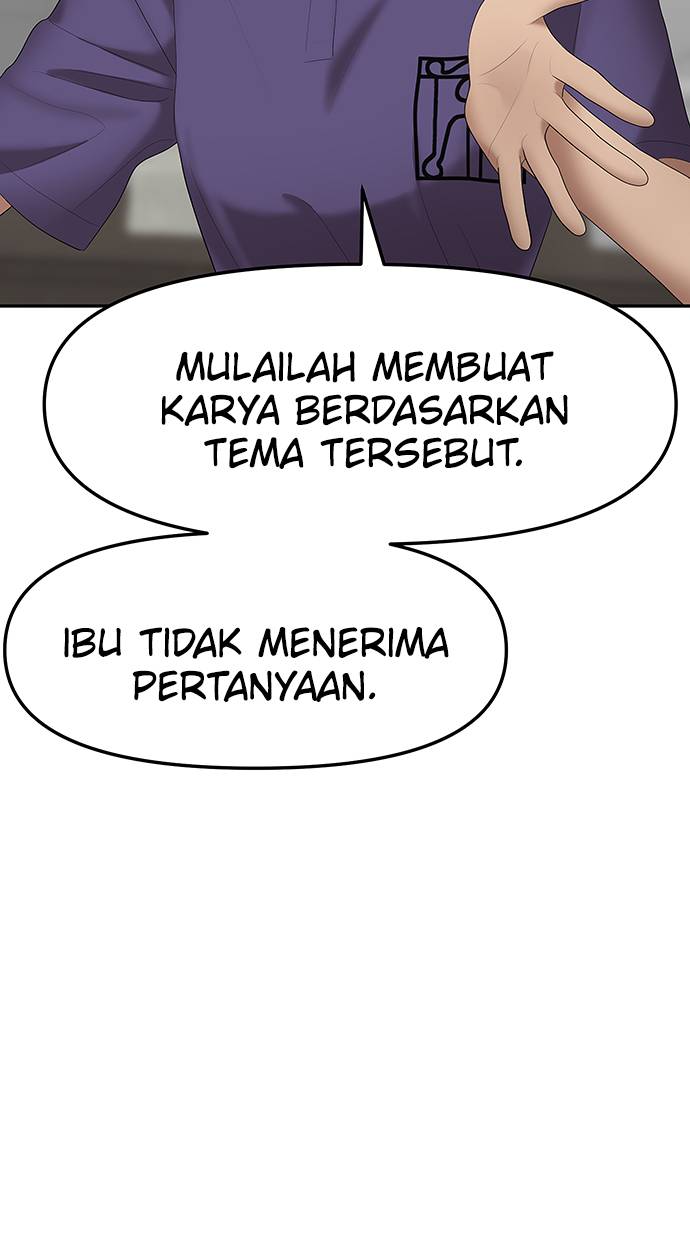 MULAILAH MEMBUAT
KARYA BERDASARKAN
TEMA TERSEBUT.
IBU TIDAK MENERIMA
PERTANYAAN.